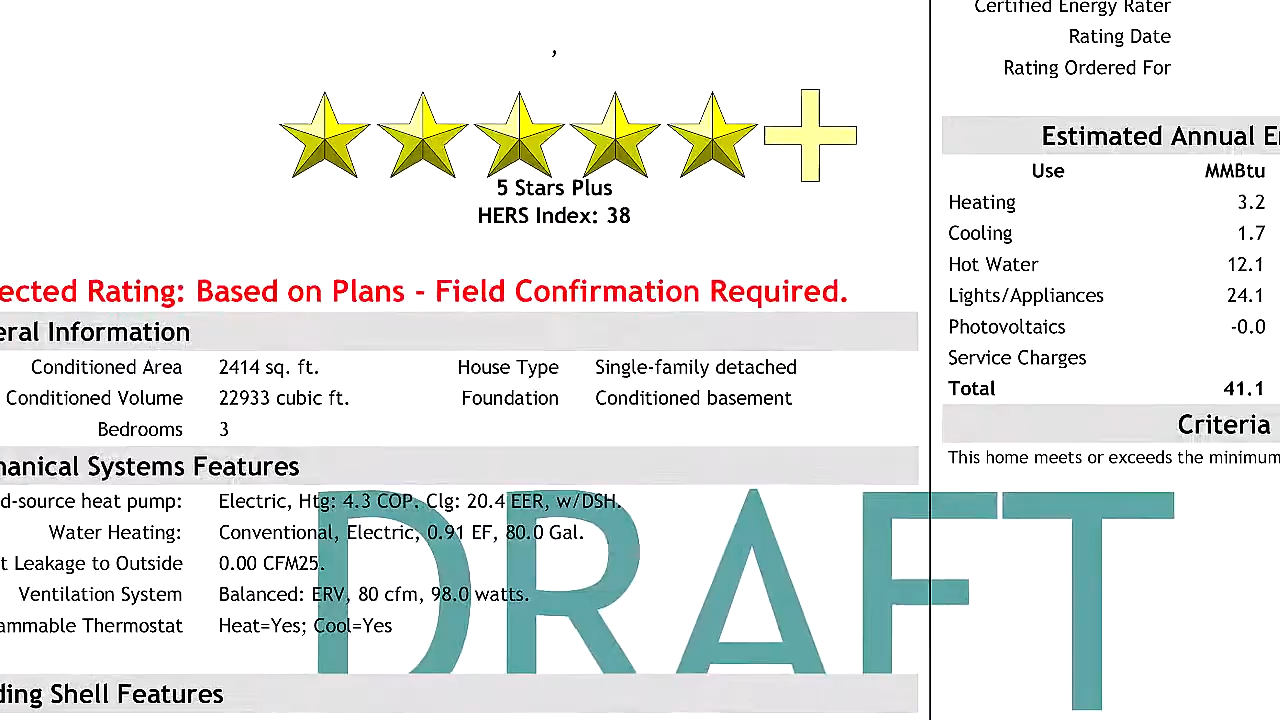 ,
5 Stars Plus
HERS Index: 38
ected Rating: Based on Plans - Field Confirmation Required.
eral Information
Conditioned Area 2414 sq. ft. House Type Single-family detached
Conditioned Volume 22933 cubic ft. Foundation Conditioned basement
Bedrooms 3
hanical Systems Features
d-source heat pump: Electric, Htg: 4.3 COP. Clg: 20.4 EER, w/DSH.
Water Heating: Conventional, Electric, 0.91 EF, 80.0 Gal.
t Leakage to Outside 0.00 CFM25.
Ventilation System Balanced: ERV, 80 cfm, 98.0 watts.
ammable Thermostat Heat=Yes; Cool=Yes
ding Shell Features
DRAFT
Certified Energy Rater
Rating Date
Rating Ordered For
Estimated Annual E
Use MMBtu
Heating 3.2
Cooling 1.7
Hot Water 12.1
Lights/Appliances 24.1
Photovoltaics -0.0
Service Charges
Total 41.1
Criteria
This home meets or exceeds the minimum